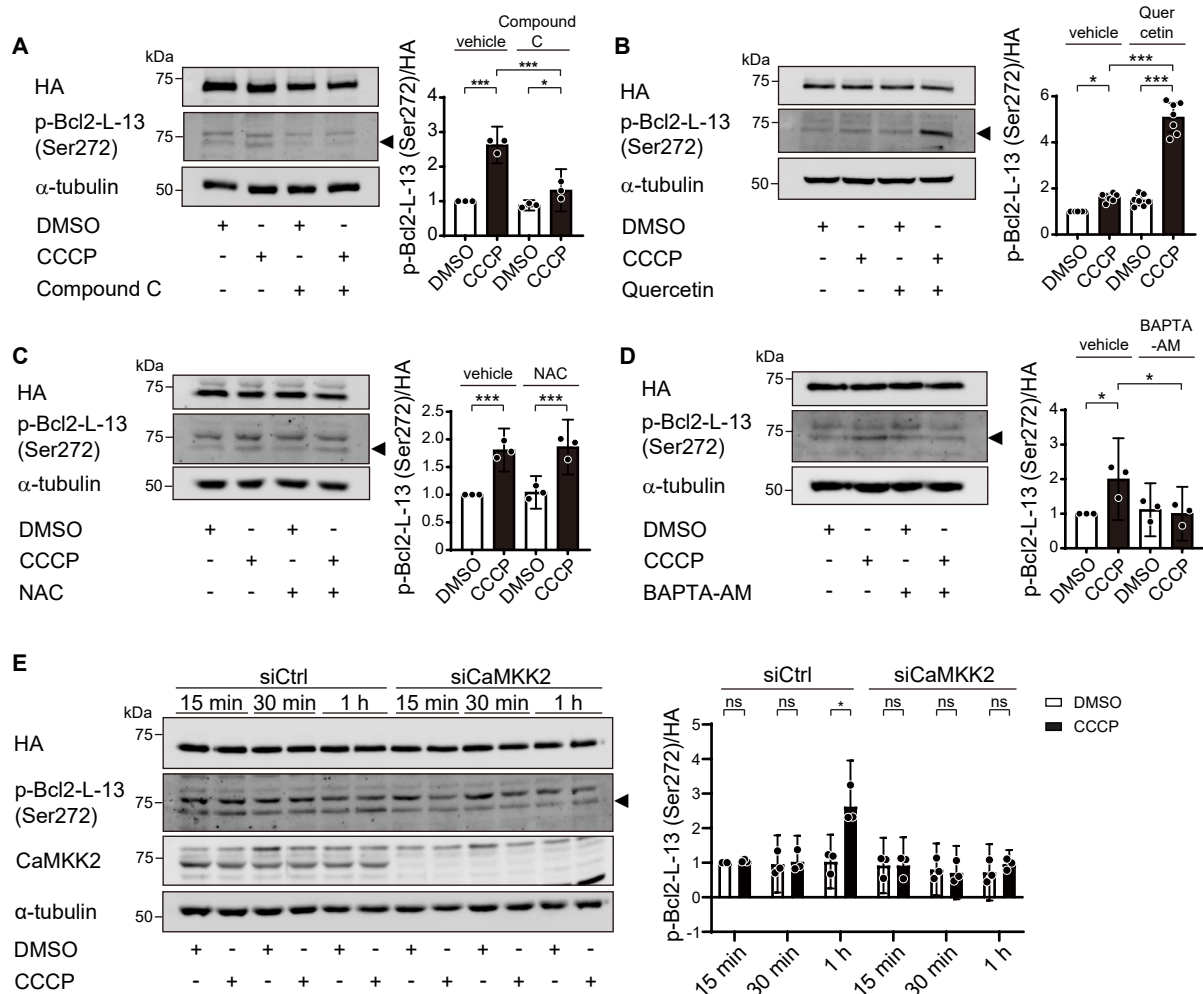 A
kDa
HA
75
p-Bcl2-L-13
(Ser272)
α-tubulin
50
DMSO + - + -
CCCP - + - +
Compound C - - + +
p-Bcl2-L-13 (Ser272)/HA
vehicle
Compound
C
***
*** *
4
3
2
1
0
DMSO CCCP DMSO CCCP
B
kDa
HA
75
p-Bcl2-L-13
(Ser272)
α-tubulin
50
DMSO + - + -
CCCP - + - +
Quercetin - - + +
p-Bcl2-L-13 (Ser272)/HA
vehicle
Quer
cetin
***
* ***
6
4
2
0
DMSO CCCP DMSO CCCP
C
kDa
HA
75
p-Bcl2-L-13
(Ser272)
75
α-tubulin
50
DMSO + - + -
CCCP - + - +
NAC - - + +
p-Bcl2-L-13 (Ser272)/HA
vehicle NAC
*** ***
2.5
2.0
1.5
1.0
0.5
0
DMSO CCCP DMSO CCCP
D
kDa
HA
75
p-Bcl2-L-13
(Ser272)
75
α-tubulin
50
DMSO + - + -
CCCP - + - +
BAPTA-AM - - + +
p-Bcl2-L-13 (Ser272)/HA
vehicle
BAPTA
-AM
*
*
4
3
2
1
0
DMSO CCCP DMSO CCCP
E
siCtrl siCaMKK2
15 min 30 min 1 h 15 min 30 min 1 h
kDa
HA
75
p-Bcl2-L-13
(Ser272)
75
CaMKK2
75
α-tubulin
50
DMSO + - + - + - + - + - + -
CCCP - + - + - + - + - + - +
p-Bcl2-L-13 (Ser272)/HA
siCtrl siCaMKK2
ns ns * ns ns ns
DMSO
CCCP
5
4
3
2
1
0
-1
15 min 30 min 1 h 15 min 30 min 1 h